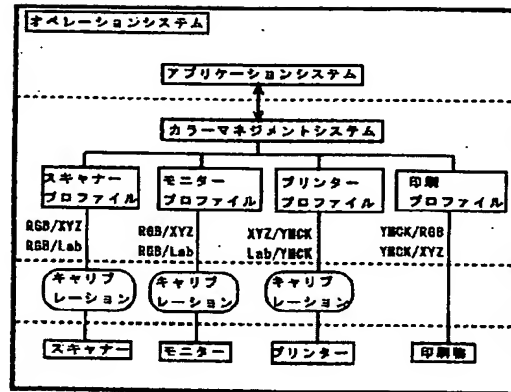 オペレーションシステム
アプリケーションシステム
カラーマネジメントシステム
スキャナー
プロファイル
モニター
プロファイル
プリンター
プロファイル
印刷
プロファイル
RGB/XYZ
RGB/Lab
RGB/XYZ
RGB/Lab
XYZ/YMCK
Lab/YMCK
YMCK/RGB
YMCK/XYZ
キャリブ
レーション
キャリブ
レーション
キャリブ
レーション
スキャナー
モニター
プリンター
印刷